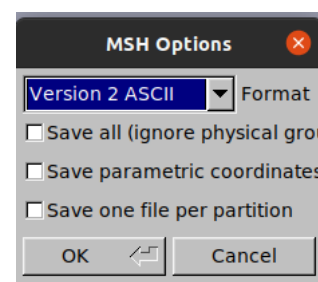 MSH Options
Version 2 ASCII Format
Save all (ignore physical gro
Save parametric coordinates
Save one file per partition
OK Cancel